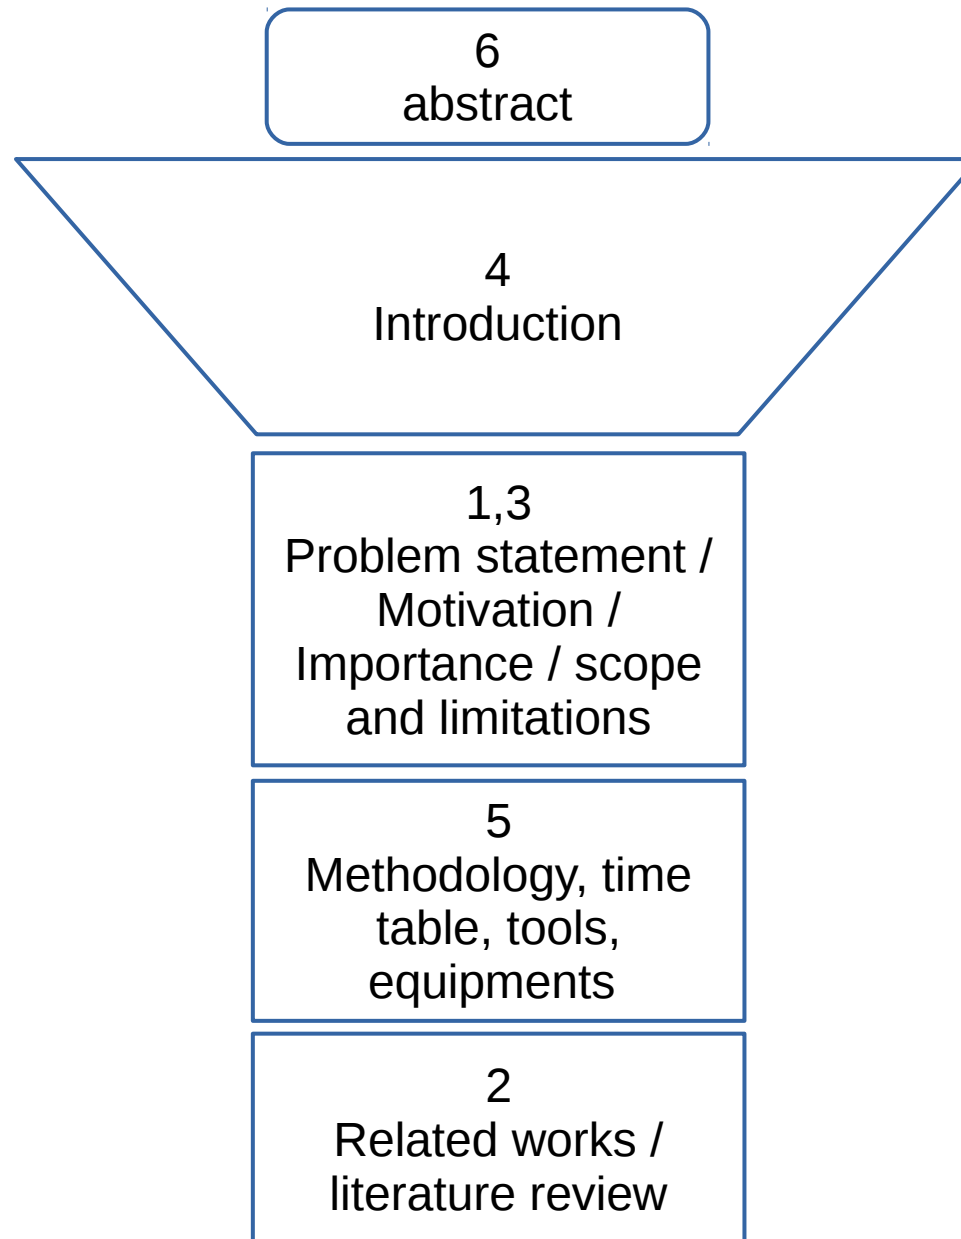 6
abstract
4
Introduction
1,3
Problem statement /
Motivation /
Importance / scope
and limitations
5
Methodology, time
table, tools,
equipments
2
Related works /
literature review